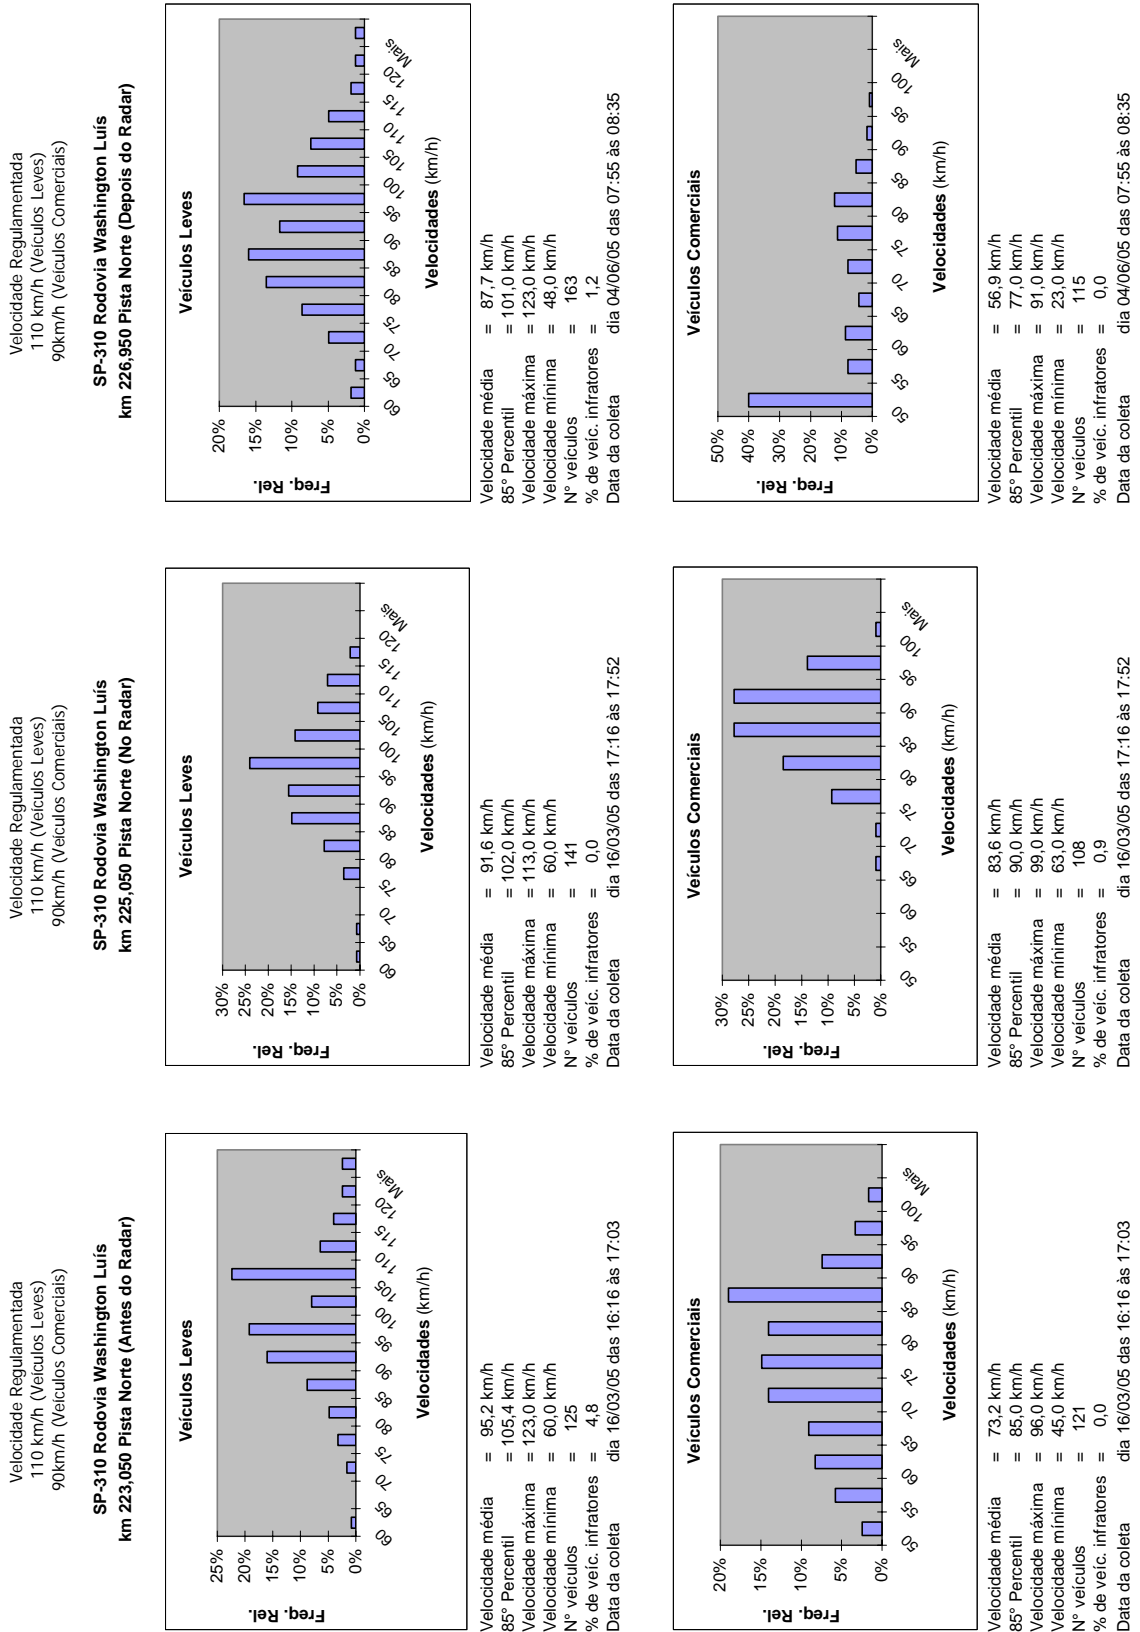 Velocidade Regulamentada
110 km/h (Veículos Leves)
90km/h (Veículos Comerciais)
SP-310 Rodovia Washington Luís
km 223,050 Pista Norte (Antes do Radar)
Veículos Leves
25%
20%
15%
10%
5%
0%
Freq. Rel.
60 65 70 75 80 85 90 95 100 105 110 115 120 Mais
Velocidades (km/h)
Velocidade média = 95,2 km/h
85° Percentil = 105,4 km/h
Velocidade máxima = 123,0 km/h
Velocidade mínima = 60,0 km/h
N° veículos = 125
% de veíc. infratores = 4,8
Data da coleta dia 16/03/05 das 16:16 às 17:03
Veículos Comerciais
20%
15%
10%
5%
0%
Freq. Rel.
50 55 60 65 70 75 80 85 90 95 100 Mais
Velocidades (km/h)
Velocidade média = 73,2 km/h
85° Percentil = 85,0 km/h
Velocidade máxima = 96,0 km/h
Velocidade mínima = 45,0 km/h
N° veículos = 121
% de veíc. infratores = 0,0
Data da coleta dia 16/03/05 das 16:16 às 17:03
Velocidade Regulamentada
110 km/h (Veículos Leves)
90km/h (Veículos Comerciais)
SP-310 Rodovia Washington Luís
km 225,050 Pista Norte (No Radar)
Veículos Leves
30%
25%
20%
15%
10%
5%
0%
Freq. Rel.
60 65 70 75 80 85 90 95 100 105 110 115 120 Mais
Velocidades (km/h)
Velocidade média = 91,6 km/h
85° Percentil = 102,0 km/h
Velocidade máxima = 113,0 km/h
Velocidade mínima = 60,0 km/h
N° veículos = 141
% de veíc. infratores = 0,0
Data da coleta dia 16/03/05 das 17:16 às 17:52
Veículos Comerciais
30%
25%
20%
15%
10%
5%
0%
Freq. Rel.
50 55 60 65 70 75 80 85 90 95 100 Mais
Velocidades (km/h)
Velocidade média = 83,6 km/h
85° Percentil = 90,0 km/h
Velocidade máxima = 99,0 km/h
Velocidade mínima = 63,0 km/h
N° veículos = 108
% de veíc. infratores = 0,9
Data da coleta dia 16/03/05 das 17:16 às 17:52
Velocidade Regulamentada
110 km/h (Veículos Leves)
90km/h (Veículos Comerciais)
SP-310 Rodovia Washington Luís
km 226,950 Pista Norte (Depois do Radar)
Veículos Leves
20%
15%
10%
5%
0%
Freq. Rel.
60 65 70 75 80 85 90 95 100 105 110 115 120 Mais
Velocidades (km/h)
Velocidade média = 87,7 km/h
85° Percentil = 101,0 km/h
Velocidade máxima = 123,0 km/h
Velocidade mínima = 48,0 km/h
N° veículos = 163
% de veíc. infratores = 1,2
Data da coleta dia 04/06/05 das 07:55 às 08:35
Veículos Comerciais
50%
40%
30%
20%
10%
0%
Freq. Rel.
50 55 60 65 70 75 80 85 90 95 100 Mais
Velocidades (km/h)
Velocidade média = 56,9 km/h
85° Percentil = 77,0 km/h
Velocidade máxima = 91,0 km/h
Velocidade mínima = 23,0 km/h
N° veículos = 115
% de veíc. infratores = 0,0
Data da coleta dia 04/06/05 das 07:55 às 08:35